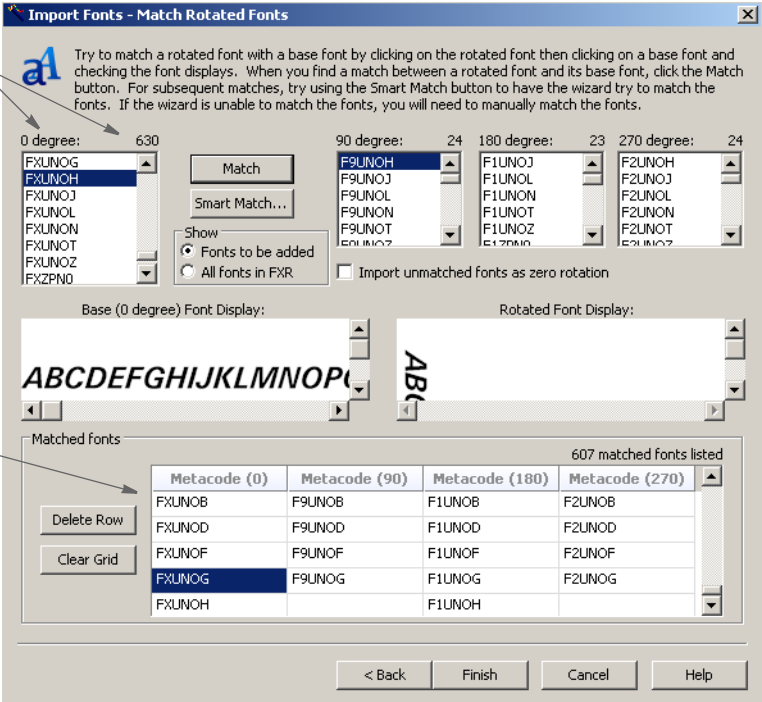 Import Fonts - Match Rotated Fonts
Try to match a rotated font with a base font by clicking on the rotated font then clicking on a base font and
checking the font displays. When you find a match between a rotated font and its base font, click the Match
button. For subsequent matches, try using the Smart Match button to have the wizard try to match the
fonts. If the wizard is unable to match the fonts, you will need to manually match the fonts.
0 degree: 630
FXUNOG
FXUNOH
FXUNOJ
FXUNOL
FXUNON
FXUNOT
FXUNOZ
FXZPN0
Match
Smart Match...
Show
Fonts to be added
All fonts in FXR
90 degree: 24
F9UNOH
F9UNOJ
F9UNOL
F9UNON
F9UNOT
F9UNOZ
180 degree: 23
F1UNOJ
F1UNOL
F1UNON
F1UNOT
F1UNOZ
F1ZPN0
270 degree: 24
F2UNOH
F2UNOJ
F2UNOL
F2UNON
F2UNOT
F2UNOZ
Import unmatched fonts as zero rotation
Base (0 degree) Font Display:
ABCDEFGHIJKLMNOP
Rotated Font Display:
ABC
Matched fonts
607 matched fonts listed
Delete Row
Clear Grid
Metacode (0) Metacode (90) Metacode (180) Metacode (270)
FXUNOB F9UNOB F1UNOB F2UNOB
FXUNOD F9UNOD F1UNOD F2UNOD
FXUNOF F9UNOF F1UNOF F2UNOF
FXUNOG F9UNOG F1UNOG F2UNOG
FXUNOH F1UNOH
< Back
Finish
Cancel
Help